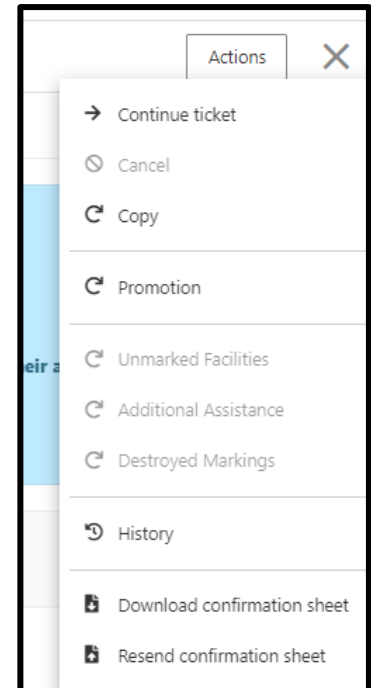 Actions
Continue ticket
Cancel
Copy
Promotion
eir a
Unmarked Facilities
Additional Assistance
Destroyed Markings
History
Download confirmation sheet
Resend confirmation sheet